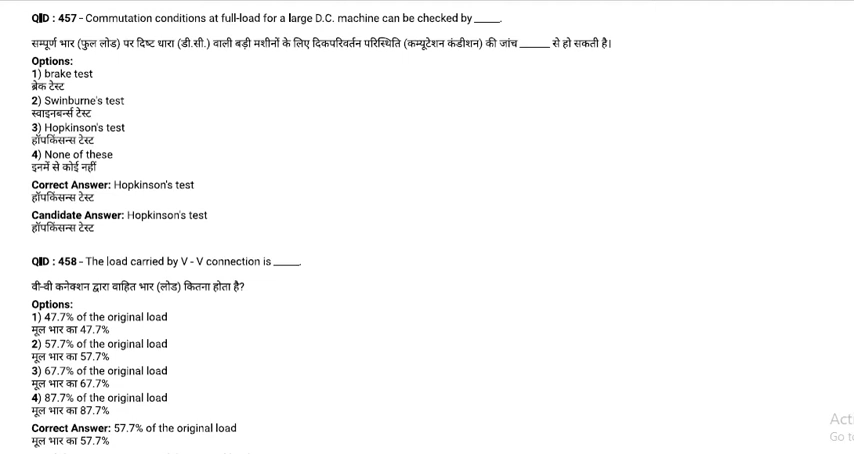 QID : 457 - Commutation conditions at full-load for a large D.C. machine can be checked by _____.
सम्पूर्ण भार (फुल लोड) पर दिष्ट धारा (डी.सी.) वाली बड़ी मशीनों के लिए दिकपरिवर्तन परिस्थिति (कम्यूटेशन कंडीशन) की जांच ______ से हो सकती है।
Options:
1) brake test
ब्रेक टेस्ट
2) Swinburne's test
स्वाइनबर्न्स टेस्ट
3) Hopkinson's test
हॉपकिंसन्स टेस्ट
4) None of these
इनमें से कोई नहीं
Correct Answer: Hopkinson's test
हॉपकिंसन्स टेस्ट
Candidate Answer: Hopkinson's test
हॉपकिंसन्स टेस्ट
QID : 458 - The load carried by V - V connection is _____.
वी-वी कनेक्शन द्वारा वाहित भार (लोड) कितना होता है?
Options:
1) 47.7% of the original load
मूल भार का 47.7%
2) 57.7% of the original load
मूल भार का 57.7%
3) 67.7% of the original load
मूल भार का 67.7%
4) 87.7% of the original load
मूल भार का 87.7%
Correct Answer: 57.7% of the original load
मूल भार का 57.7%
Act
Go to